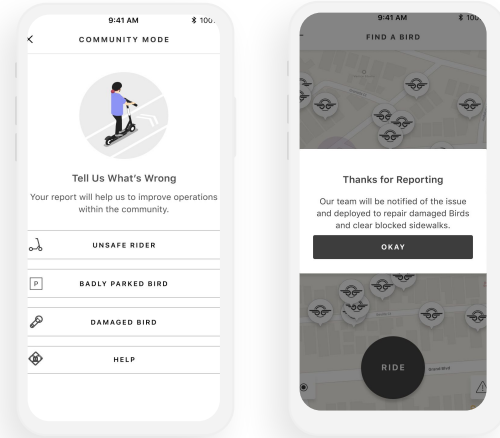 9:41 AM
COMMUNITY MODE
Tell Us What's Wrong
Your report will help us to improve operations
within the community.
UNSAFE RIDER
P
BADLY PARKED BIRD
DAMAGED BIRD
HELP
9:41 AM
FIND A BIRD
Thanks for Reporting
Our team will be notified of the issue
and deployed to repair damaged Birds
and clear blocked sidewalks.
OKAY
RIDE